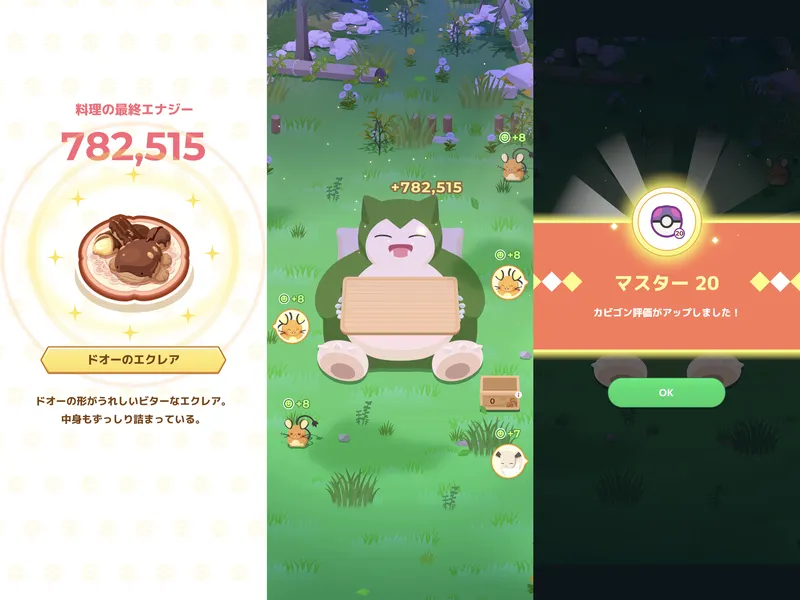 料理の最終エナジー
782,515
ドオーのエクレア
ドオーの形がうれしいビターなエクレア。
中身もずっしり詰まっている。
+8
+782,515
+8
+8
+8
0
+7
20
マスター 20
カビゴン評価がアップしました！
OK